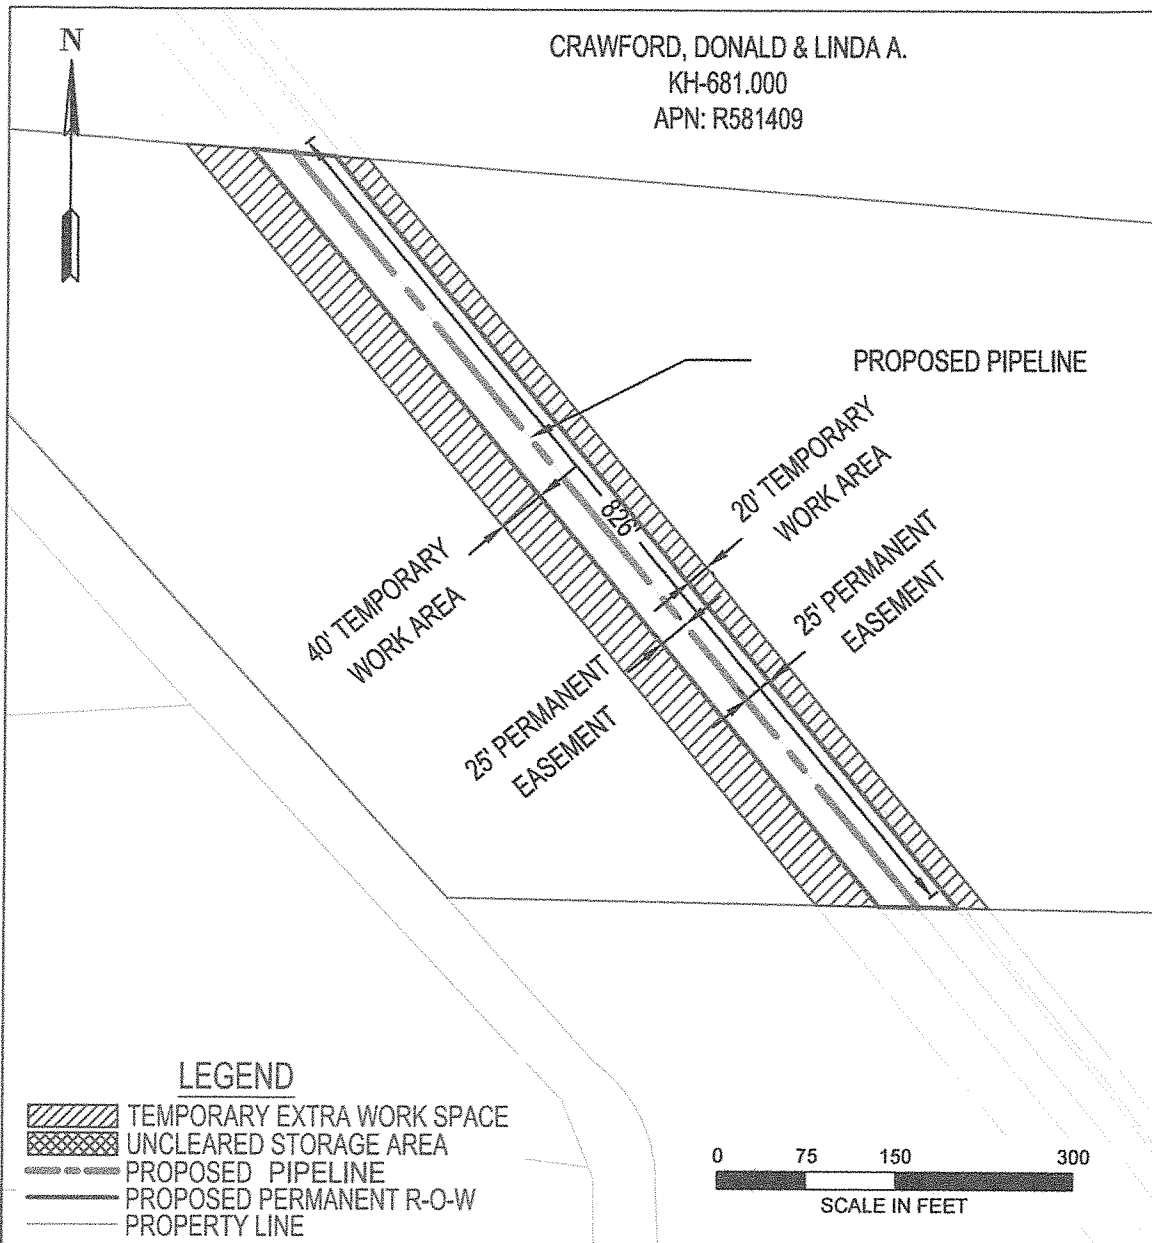 N
CRAWFORD, DONALD & LINDA A.
KH-681.000
APN: R581409
PROPOSED PIPELINE
20' TEMPORARY
WORK AREA
826'
25' PERMANENT
EASEMENT
40' TEMPORARY
WORK AREA
25' PERMANENT
EASEMENT
LEGEND
TEMPORARY EXTRA WORK SPACE
UNCLEARED STORAGE AREA
PROPOSED PIPELINE
PROPOSED PERMANENT R-O-W
PROPERTY LINE
0 75 150 300
SCALE IN FEET